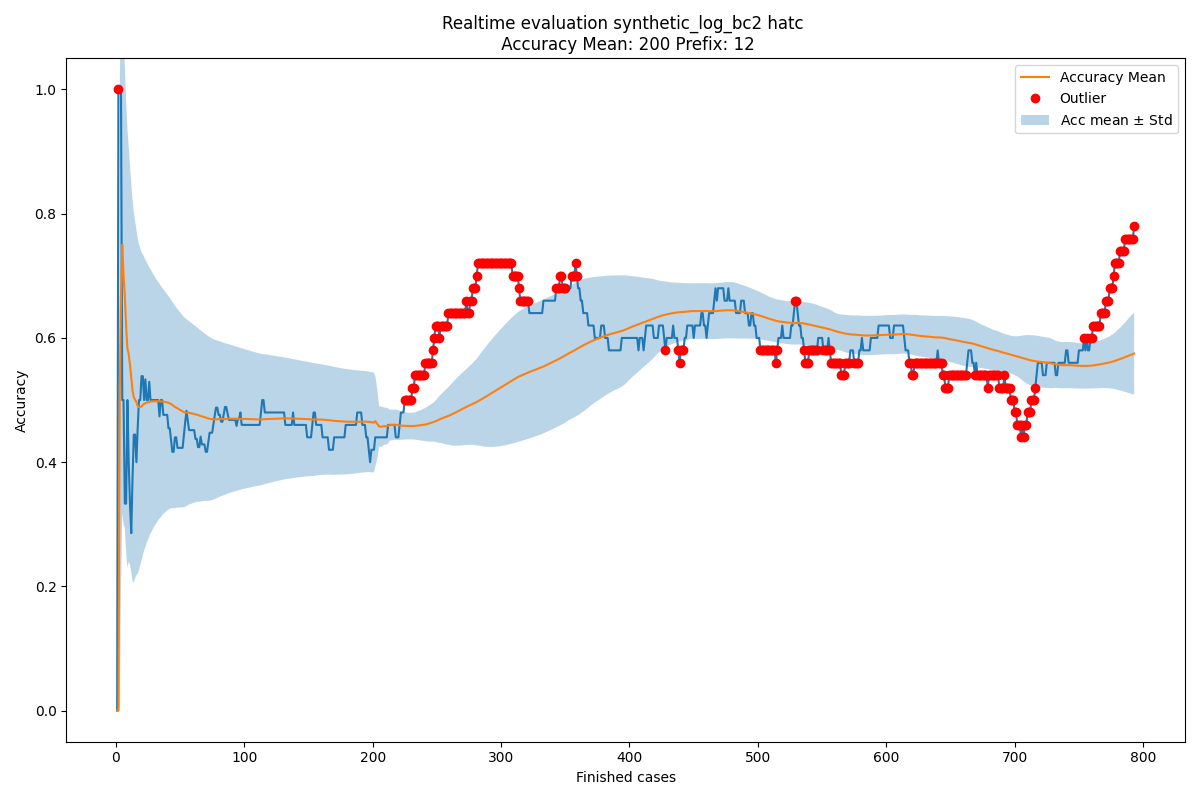 Realtime evaluation synthetic_log_bc2 hatc
Accuracy Mean: 200 Prefix: 12
Accuracy Mean
Outlier
Acc mean ± Std
1.0
0.8
0.6
0.4
0.2
0.0
Accuracy
0 100 200 300 400 500 600 700 800
Finished cases